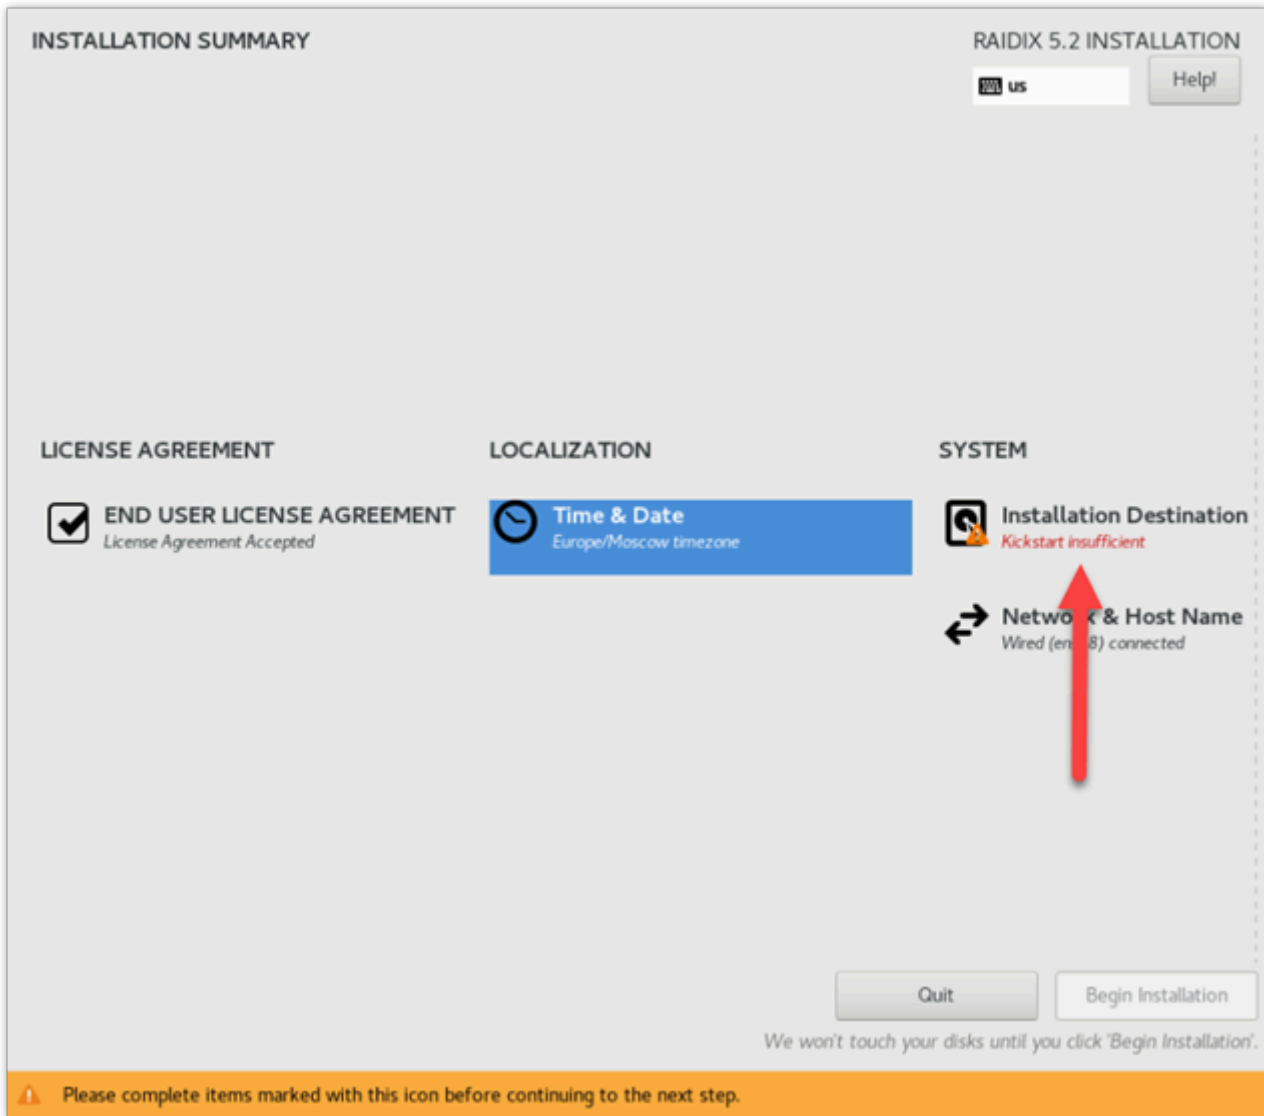 INSTALLATION SUMMARY
RAIDIX 5.2 INSTALLATION
us
Help!
LICENSE AGREEMENT
LOCALIZATION
SYSTEM
END USER LICENSE AGREEMENT
License Agreement Accepted
Time & Date
Europe/Moscow timezone
Installation Destination
Kickstart insufficient
Network & Host Name
Wired connected
Quit
Begin Installation
We won't touch your disks until you click 'Begin Installation'.
Please complete items marked with this icon before continuing to the next step.